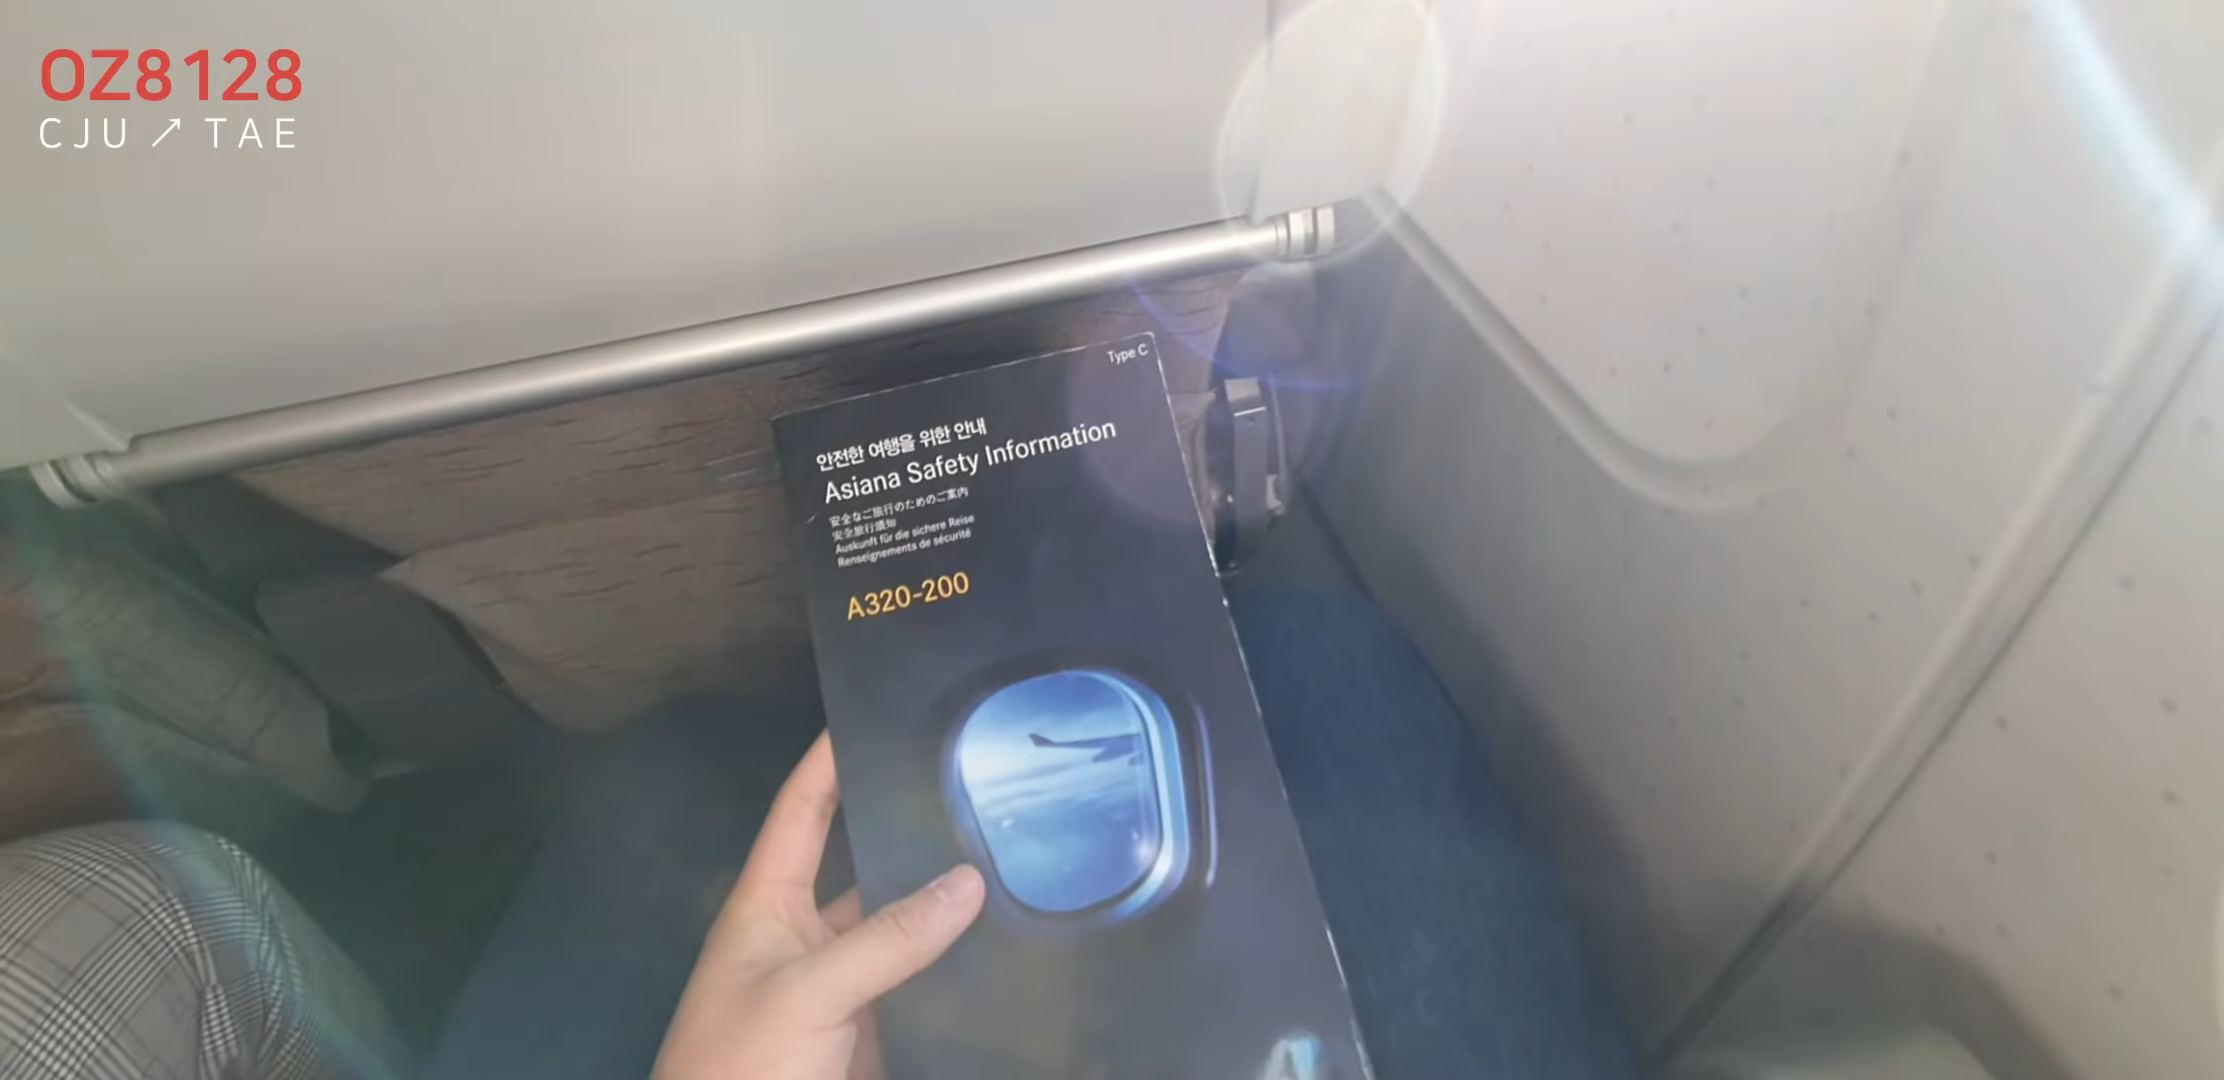 OZ8128
CJU ↗ TAE
Type C
안전한 여행을 위한 안내
Asiana Safety Information
安全なご旅行のためのご案内
安全旅行須知
Auskunft für die sichere Reise
Renseignements de sécurité
A320-200